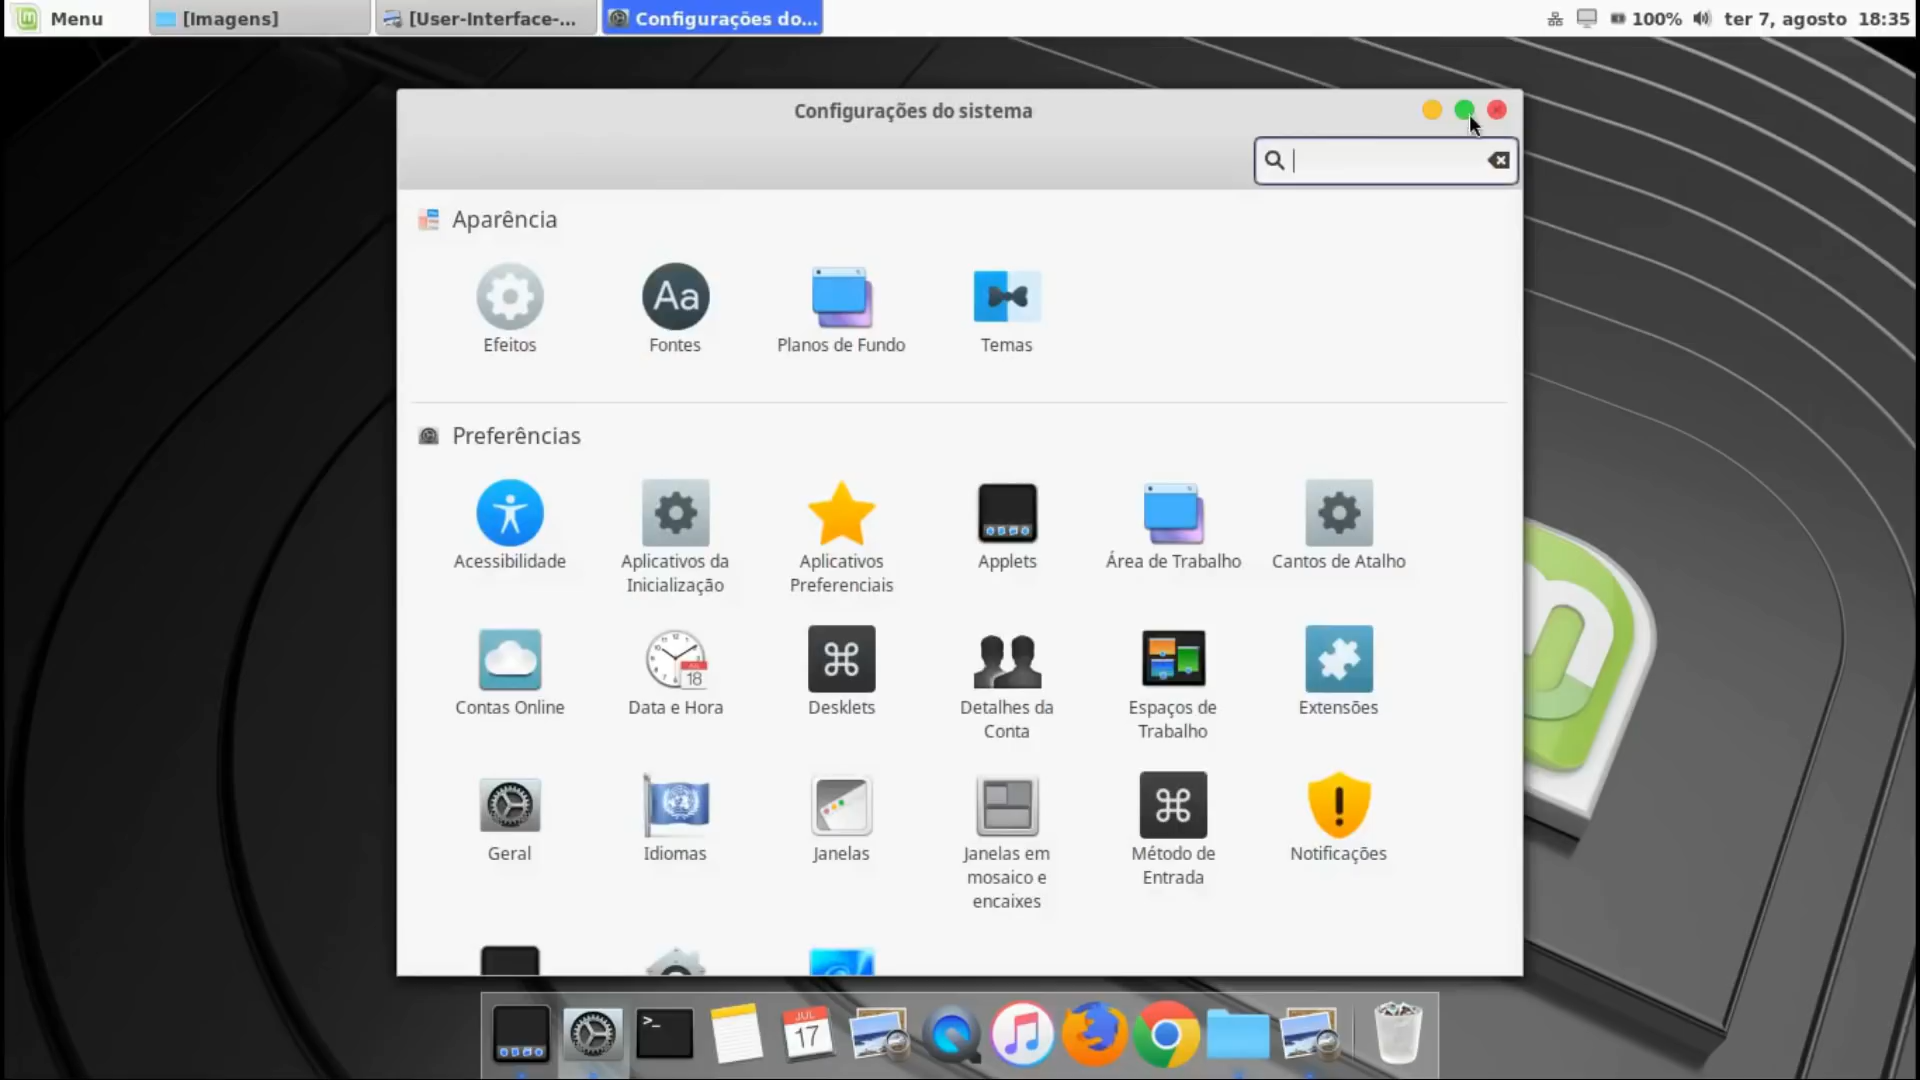 Menu
[Imagens]
[User-Interface-...
Configurações do...
100%
ter 7, agosto 18:35
Configurações do sistema
Aparência
Aa
Efeitos
Fontes
Planos de Fundo
Temas
Preferências
Acessibilidade
Aplicativos da
Inicialização
Aplicativos
Preferenciais
Applets
Área de Trabalho
Cantos de Atalho
JUL
18
Contas Online
Data e Hora
Desklets
Detalhes da
Conta
Espaços de
Trabalho
Extensões
Geral
Idiomas
Janelas
Janelas em
mosaico e
encaixes
Método de
Entrada
Notificações
>_
JUL
17